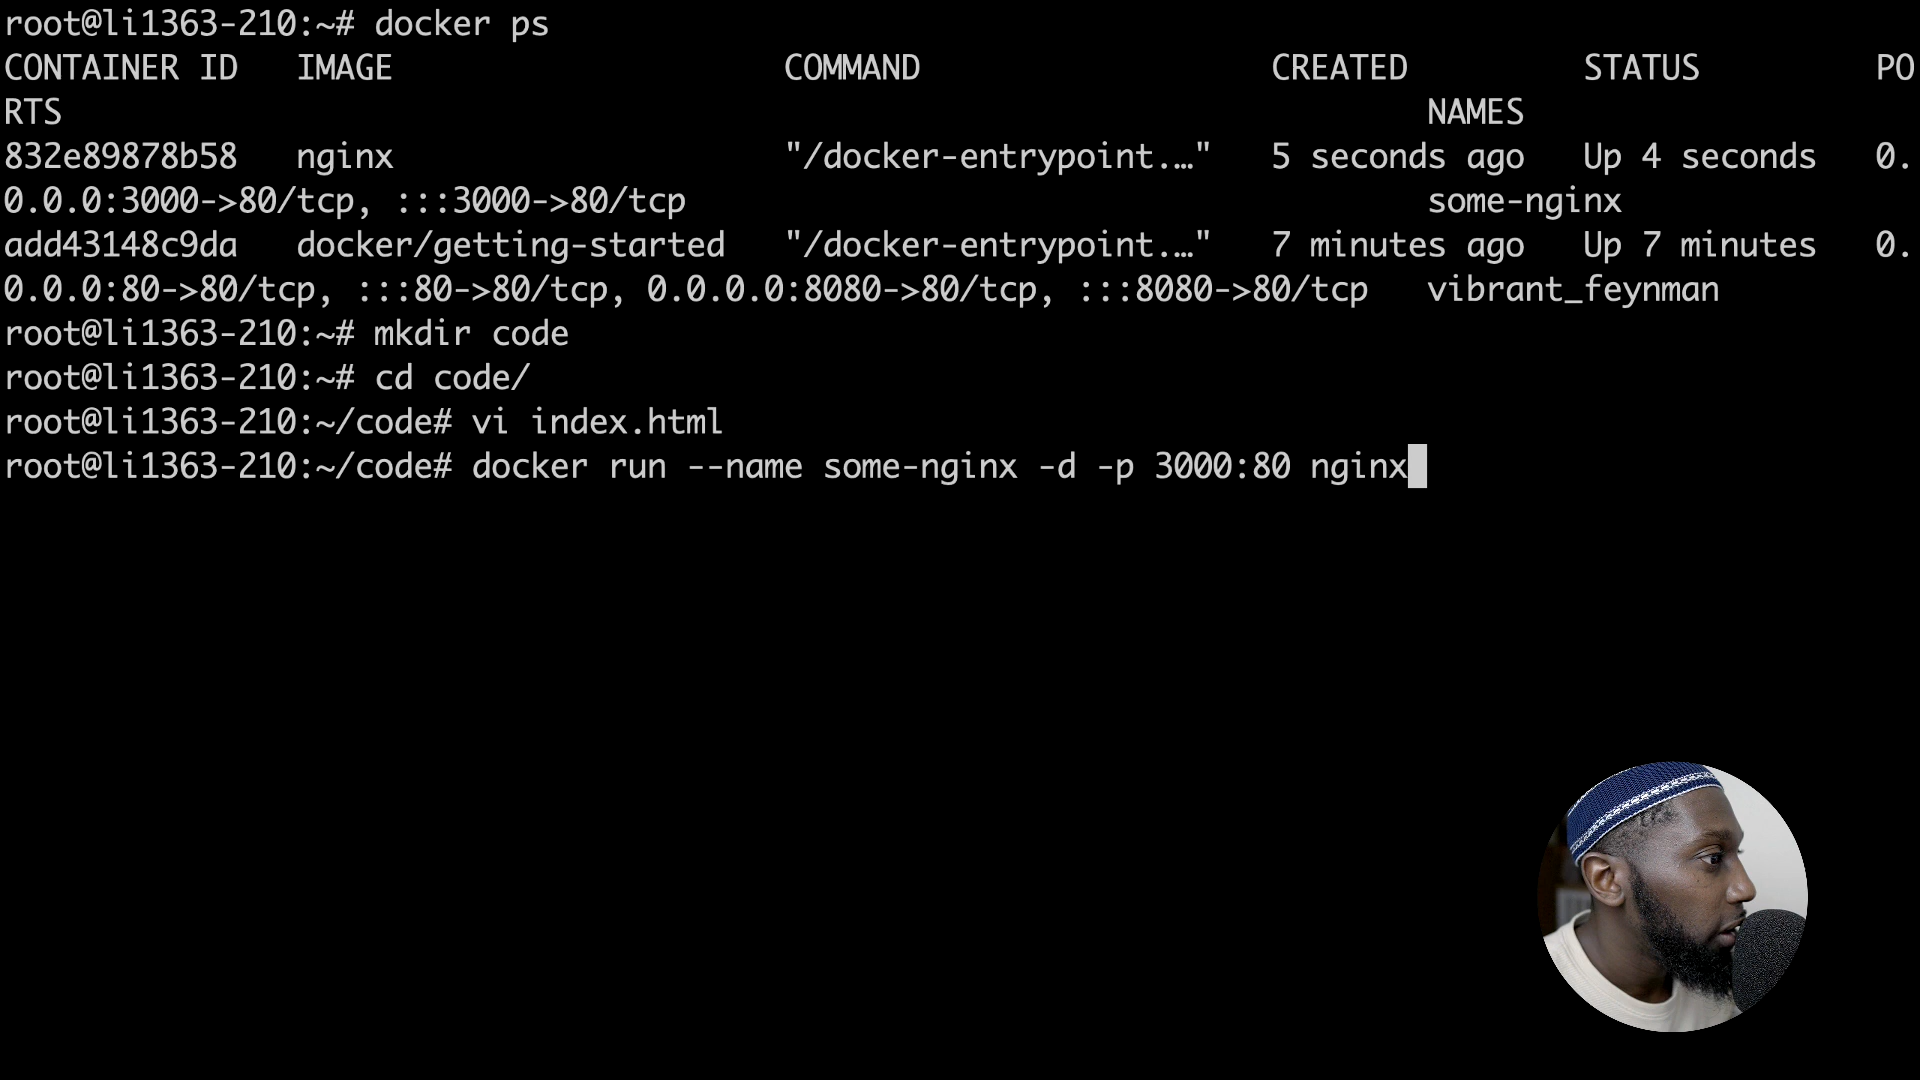 root@li1363-210:~# docker ps
CONTAINER ID   IMAGE                    COMMAND                  CREATED         STATUS         PO
RTS                                                                      NAMES
832e89878b58   nginx                    "/docker-entrypoint.…"   5 seconds ago   Up 4 seconds   0.
0.0.0:3000->80/tcp, :::3000->80/tcp                                      some-nginx
add43148c9da   docker/getting-started   "/docker-entrypoint.…"   7 minutes ago   Up 7 minutes   0.
0.0.0:80->80/tcp, :::80->80/tcp, 0.0.0.0:8080->80/tcp, :::8080->80/tcp   vibrant_feynman
root@li1363-210:~# mkdir code
root@li1363-210:~# cd code/
root@li1363-210:~/code# vi index.html
root@li1363-210:~/code# docker run --name some-nginx -d -p 3000:80 nginx